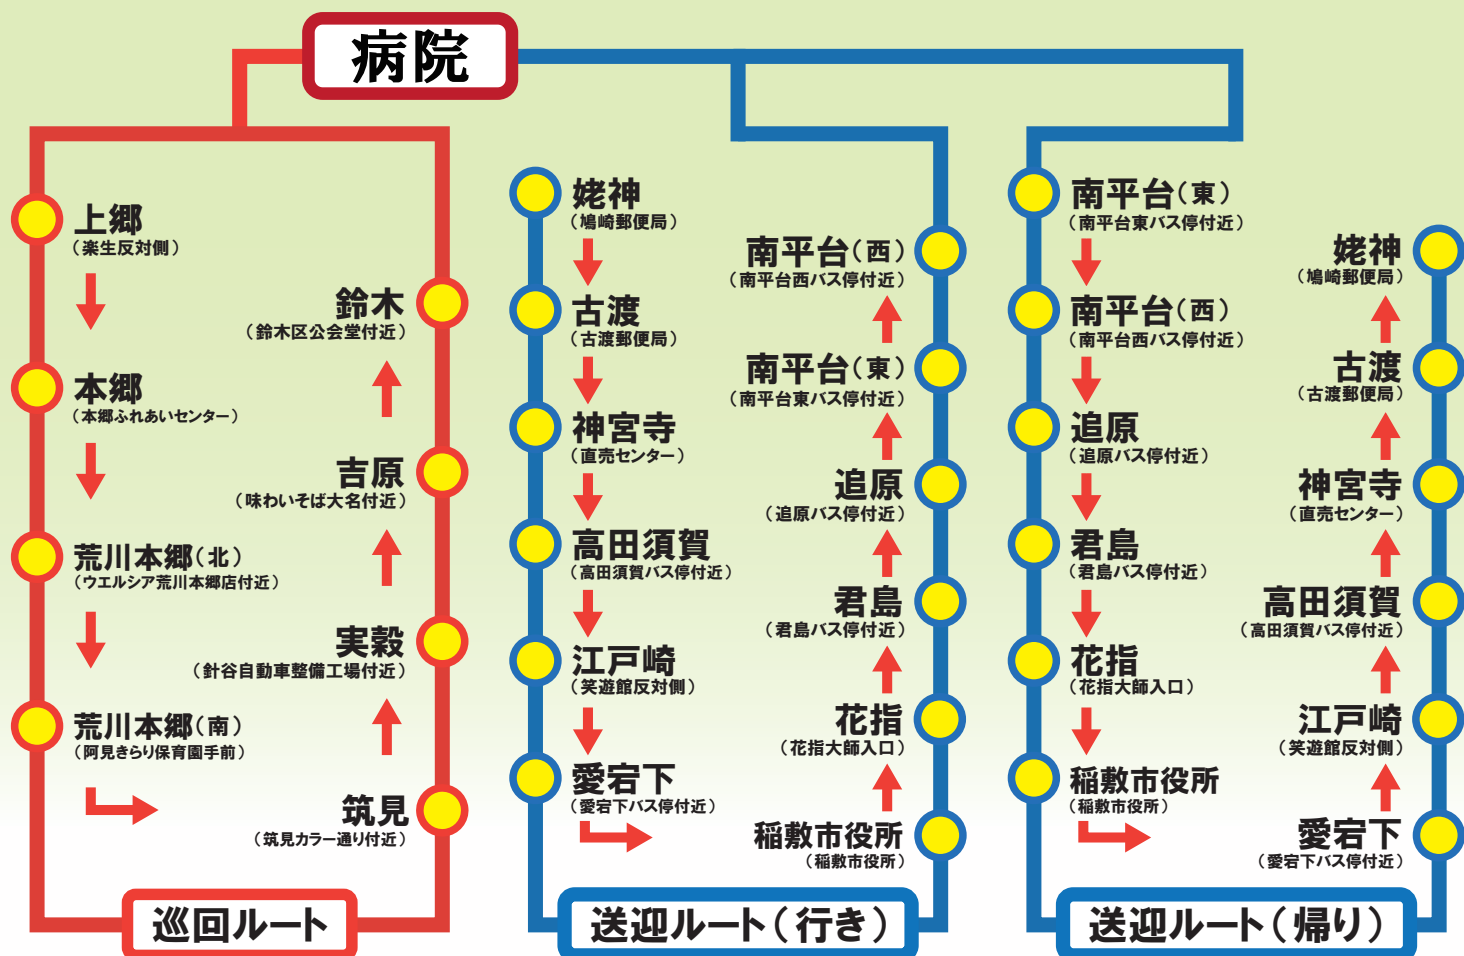 病院
上郷
（楽生反対側）
本郷
（本郷ふれあいセンター）
荒川本郷（北）
（ウエルシア荒川本郷店付近）
荒川本郷（南）
（阿見きらり保育園手前）
筑見
（筑見カラー通り付近）
実穀
（針谷自動車整備工場付近）
吉原
（味わいそば大名付近）
鈴木
（鈴木区公会堂付近）
巡回ルート
姥神
（鳩崎郵便局）
古渡
（古渡郵便局）
神宮寺
（直売センター）
高田須賀
（高田須賀バス停付近）
江戸崎
（笑遊館反対側）
愛宕下
（愛宕下バス停付近）
稲敷市役所
（稲敷市役所）
花指
（花指大師入口）
君島
（君島バス停付近）
追原
（追原バス停付近）
南平台（東）
（南平台東バス停付近）
南平台（西）
（南平台西バス停付近）
送迎ルート（行き）
南平台（東）
（南平台東バス停付近）
南平台（西）
（南平台西バス停付近）
追原
（追原バス停付近）
君島
（君島バス停付近）
花指
（花指大師入口）
稲敷市役所
（稲敷市役所）
愛宕下
（愛宕下バス停付近）
江戸崎
（笑遊館反対側）
高田須賀
（高田須賀バス停付近）
神宮寺
（直売センター）
古渡
（古渡郵便局）
姥神
（鳩崎郵便局）
送迎ルート（帰り）